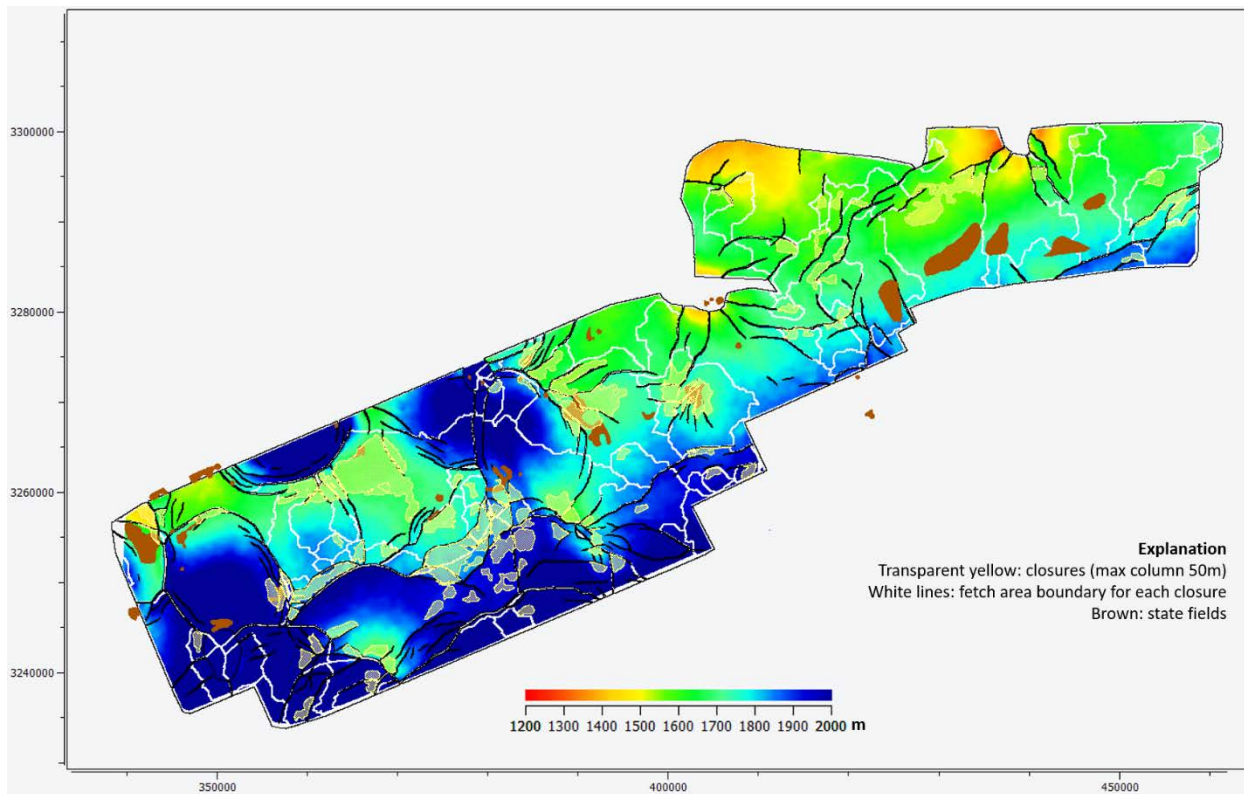 3300000
3280000
3260000
3240000
Explanation
Transparent yellow: closures (max column 50m)
White lines: fetch area boundary for each closure
Brown: state fields
1200 1300 1400 1500 1600 1700 1800 1900 2000 m
350000 400000 450000